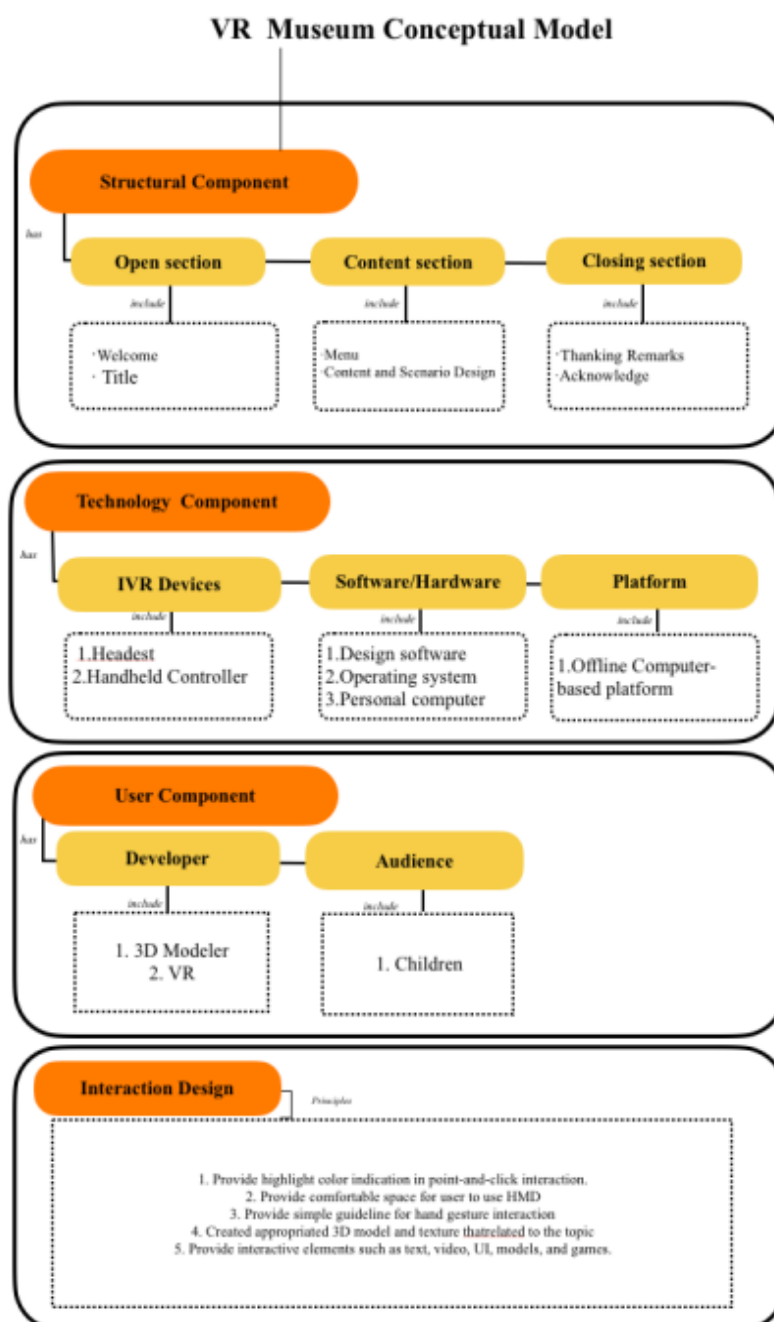 VR Museum Conceptual Model
Structural Component
has
Open section
Content section
Closing section
include
include
include
·Welcome
· Title
·Menu
·Content and Scenario Design
·Thanking Remarks
·Acknowledge
Technology Component
has
IVR Devices
Software/Hardware
Platform
include
include
include
1.Headest
2.Handheld Controller
1.Design software
2.Operating system
3.Personal computer
1.Offline Computer-
based platform
User Component
has
Developer
Audience
include
include
1. 3D Modeler
2. VR
1. Children
Interaction Design
Principles
1. Provide highlight color indication in point-and-click interaction.
2. Provide comfortable space for user to use HMD
3. Provide simple guideline for hand gesture interaction
4. Created appropriated 3D model and texture thatrelated to the topic
5. Provide interactive elements such as text, video, UI, models, and games.